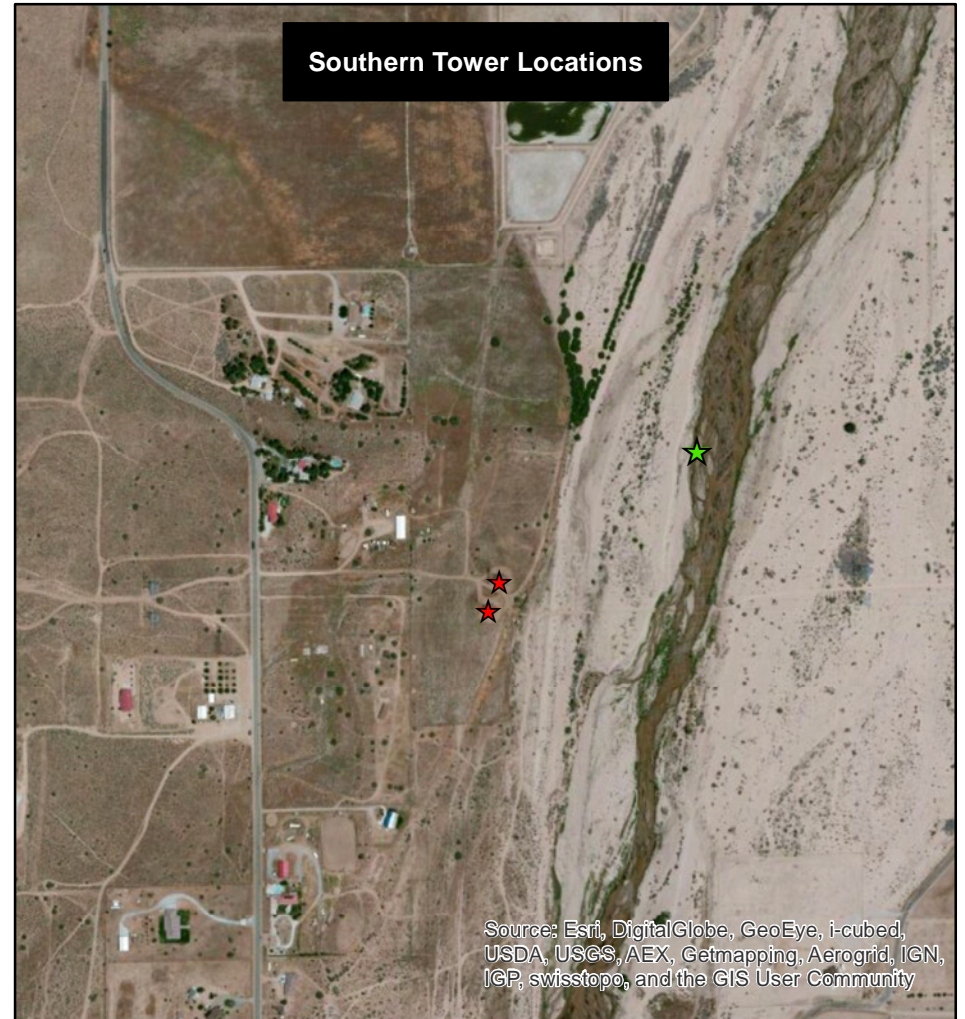 Southern Tower Locations
Source: Esri, DigitalGlobe, GeoEye, i-cubed,
USDA, USGS, AEX, Getmapping, Aerogrid, IGN,
IGP, swisstopo, and the GIS User Community